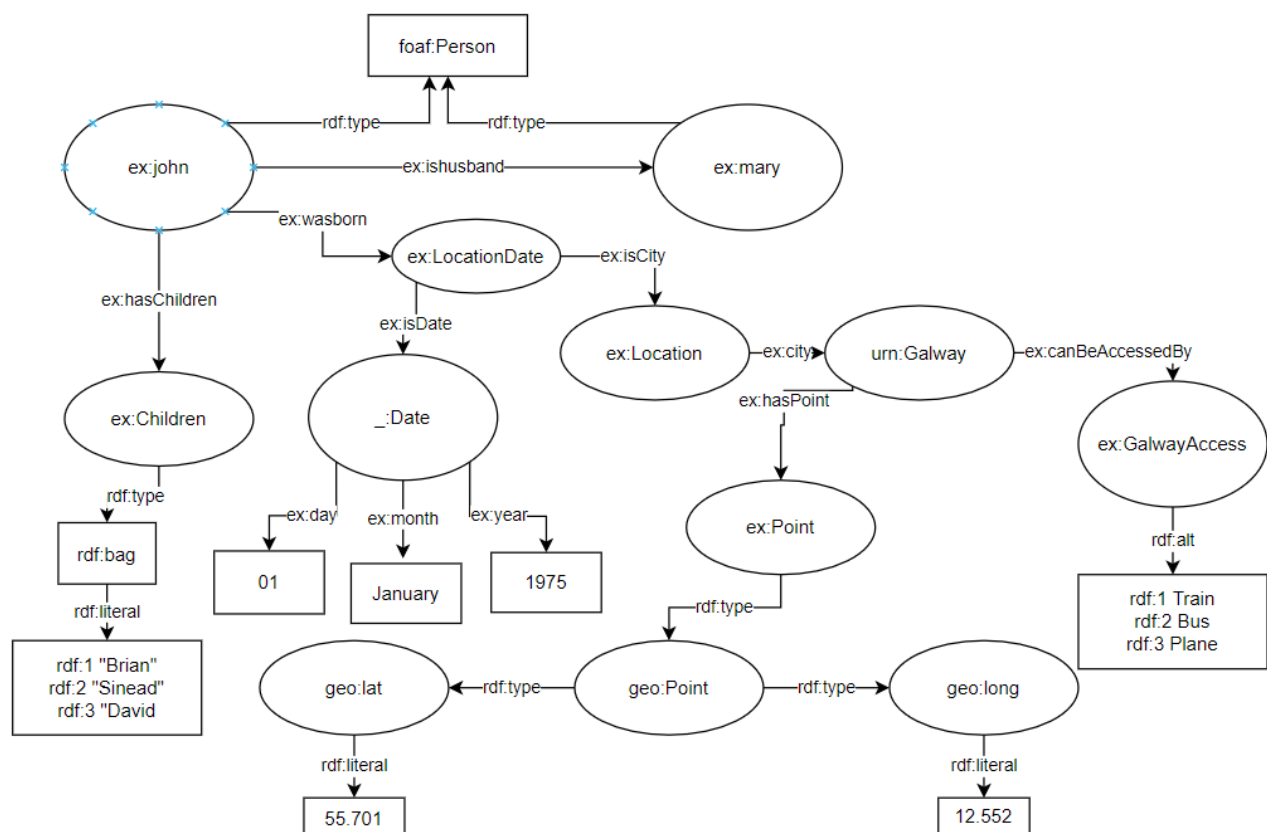 foaf:Person
rdf:type
rdf:type
ex:john
ex:ishusband
ex:mary
ex:wasborn
ex:LocationDate
ex:isCity
ex:hasChildren
ex:isDate
ex:Location
ex:city
urn:Galway
ex:canBeAccessedBy
ex:hasPoint
ex:Children
_:Date
ex:GalwayAccess
rdf:type
ex:day
ex:month
ex:year
ex:Point
rdf:bag
01
January
1975
rdf:alt
rdf:literal
rdf:type
rdf:1 Train
rdf:2 Bus
rdf:3 Plane
rdf:1 "Brian"
rdf:2 "Sinead"
rdf:3 "David
geo:lat
rdf:type
geo:Point
rdf:type
geo:long
rdf:literal
rdf:literal
55.701
12.552